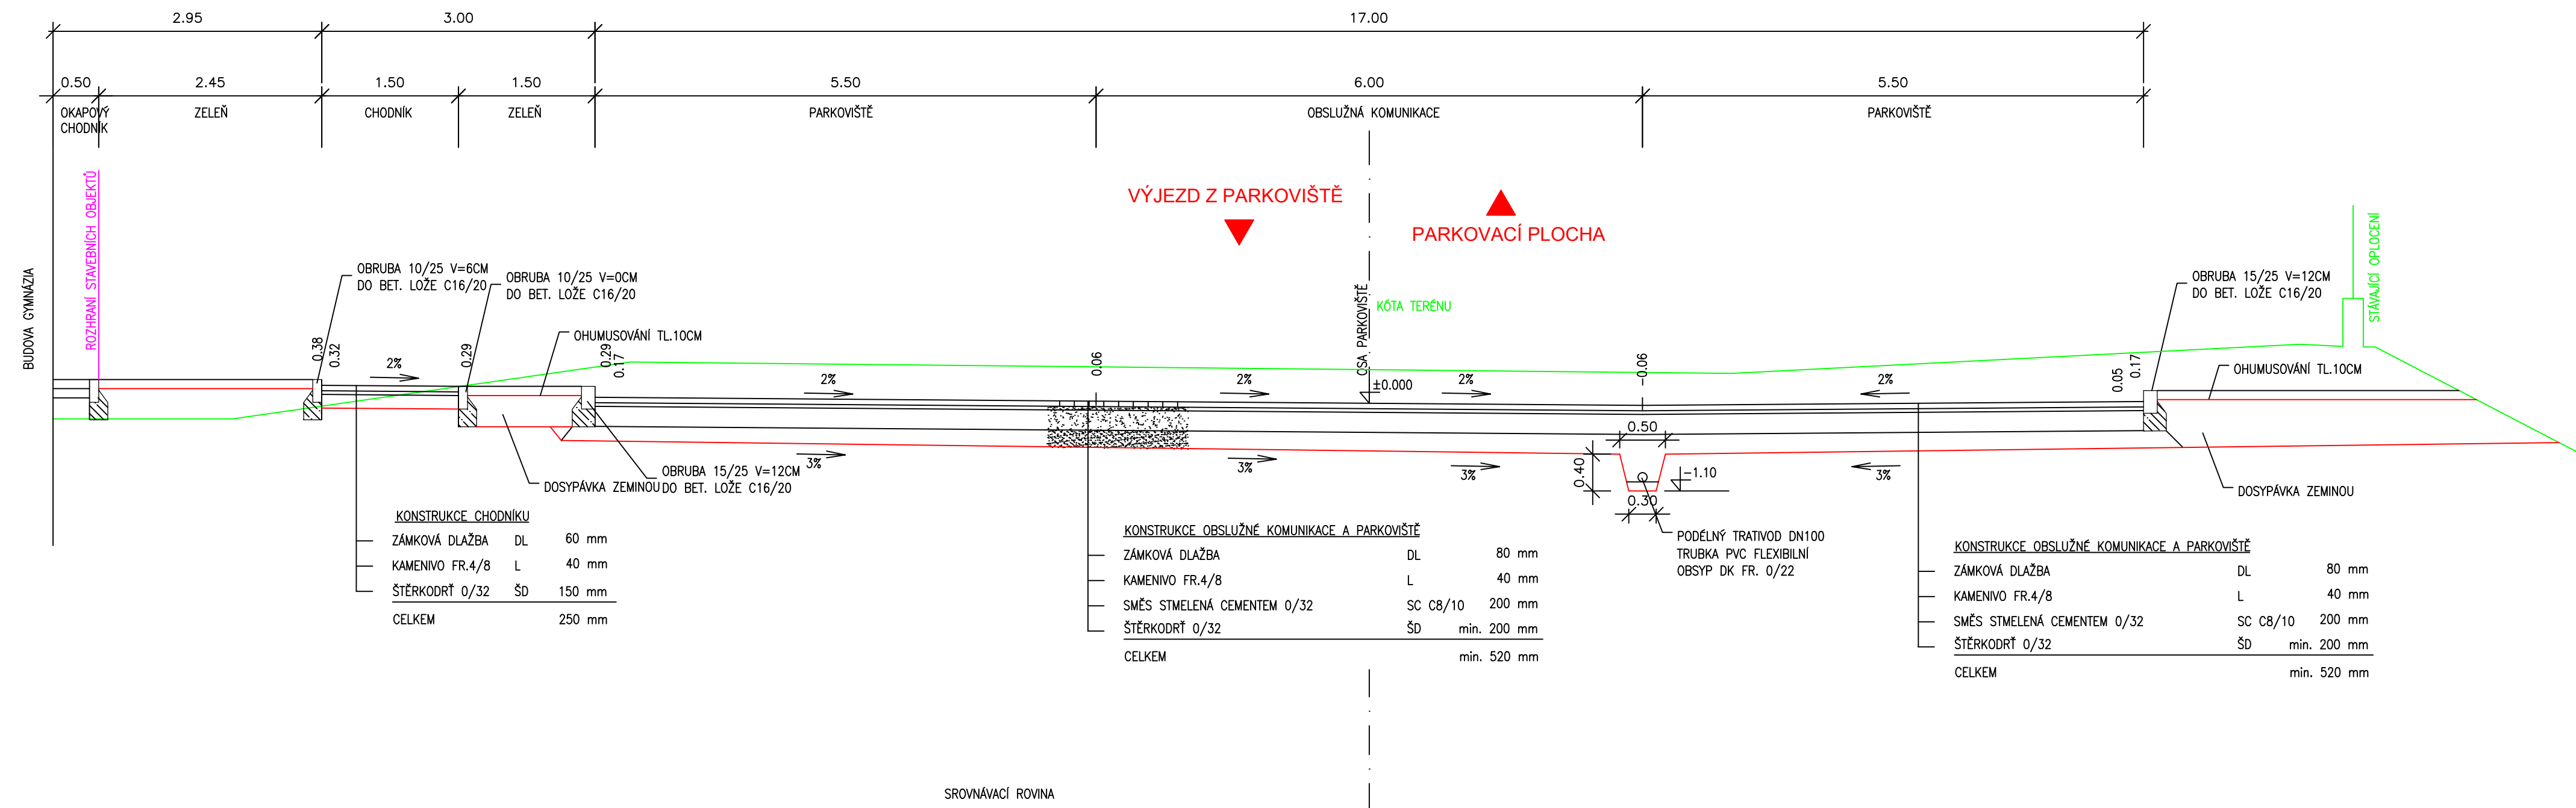 2.95
3.00
17.00
0.50
2.45
1.50
1.50
5.50
6.00
5.50
OKAPOVÝ
CHODNÍK
ZELEŇ
CHODNÍK
ZELEŇ
PARKOVIŠTĚ
OBSLUŽNÁ KOMUNIKACE
PARKOVIŠTĚ
BUDOVA GYMNÁZIA
ROZHRANÍ STAVEBNÍCH OBJEKTŮ
VÝJEZD Z PARKOVIŠTĚ
PARKOVACÍ PLOCHA
OSA PARKOVIŠTĚ
KÓTA TERÉNU
STÁVAJÍCÍ OPLOCENÍ
OBRUBA 10/25 V=6CM
DO BET. LOŽE C16/20
OBRUBA 10/25 V=0CM
DO BET. LOŽE C16/20
OHUMUSOVÁNÍ TL.10CM
OBRUBA 15/25 V=12CM
DO BET. LOŽE C16/20
OHUMUSOVÁNÍ TL.10CM
0.38
0.32
2%
0.29
0.29
0.17
2%
0.06
2%
±0.000
2%
-0.06
2%
0.05
0.17
3%
3%
3%
3%
0.50
0.40
0.30
-1.10
DOSYPÁVKA ZEMINOU
OBRUBA 15/25 V=12CM
DO BET. LOŽE C16/20
DOSYPÁVKA ZEMINOU
KONSTRUKCE CHODNÍKU
ZÁMKOVÁ DLAŽBA DL 60 mm
KAMENIVO FR.4/8 L 40 mm
ŠTĚRKODRŤ 0/32 ŠD 150 mm
CELKEM 250 mm
KONSTRUKCE OBSLUŽNÉ KOMUNIKACE A PARKOVIŠTĚ
ZÁMKOVÁ DLAŽBA DL 80 mm
KAMENIVO FR.4/8 L 40 mm
SMĚS STMELENÁ CEMENTEM 0/32 SC C8/10 200 mm
ŠTĚRKODRŤ 0/32 ŠD min. 200 mm
CELKEM min. 520 mm
PODÉLNÝ TRATIVOD DN100
TRUBKA PVC FLEXIBILNÍ
OBSYP DK FR. 0/22
KONSTRUKCE OBSLUŽNÉ KOMUNIKACE A PARKOVIŠTĚ
ZÁMKOVÁ DLAŽBA DL 80 mm
KAMENIVO FR.4/8 L 40 mm
SMĚS STMELENÁ CEMENTEM 0/32 SC C8/10 200 mm
ŠTĚRKODRŤ 0/32 ŠD min. 200 mm
CELKEM min. 520 mm
SROVNÁVACÍ ROVINA